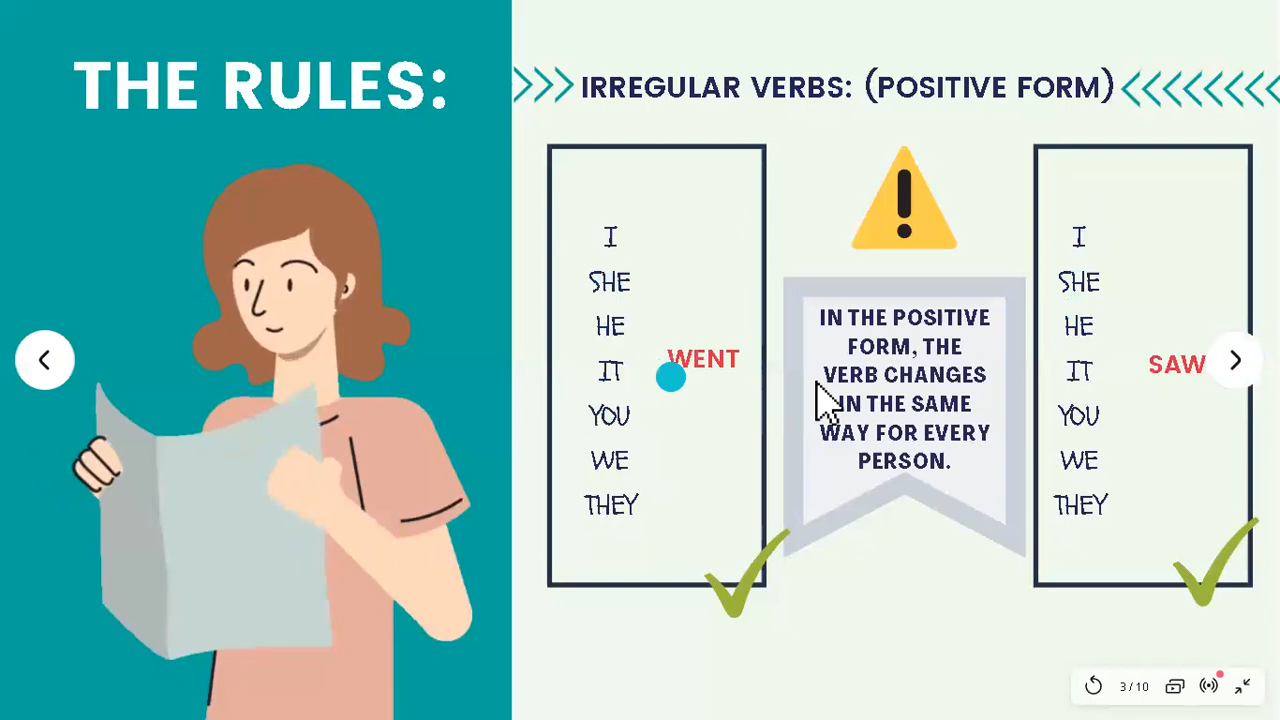 THE RULES:
IRREGULAR VERBS: (POSITIVE FORM)
I
SHE
HE
IT
YOU
WE
THEY
WENT
IN THE POSITIVE
FORM, THE
VERB CHANGES
IN THE SAME
WAY FOR EVERY
PERSON.
I
SHE
HE
IT
YOU
WE
THEY
SAW
3/10